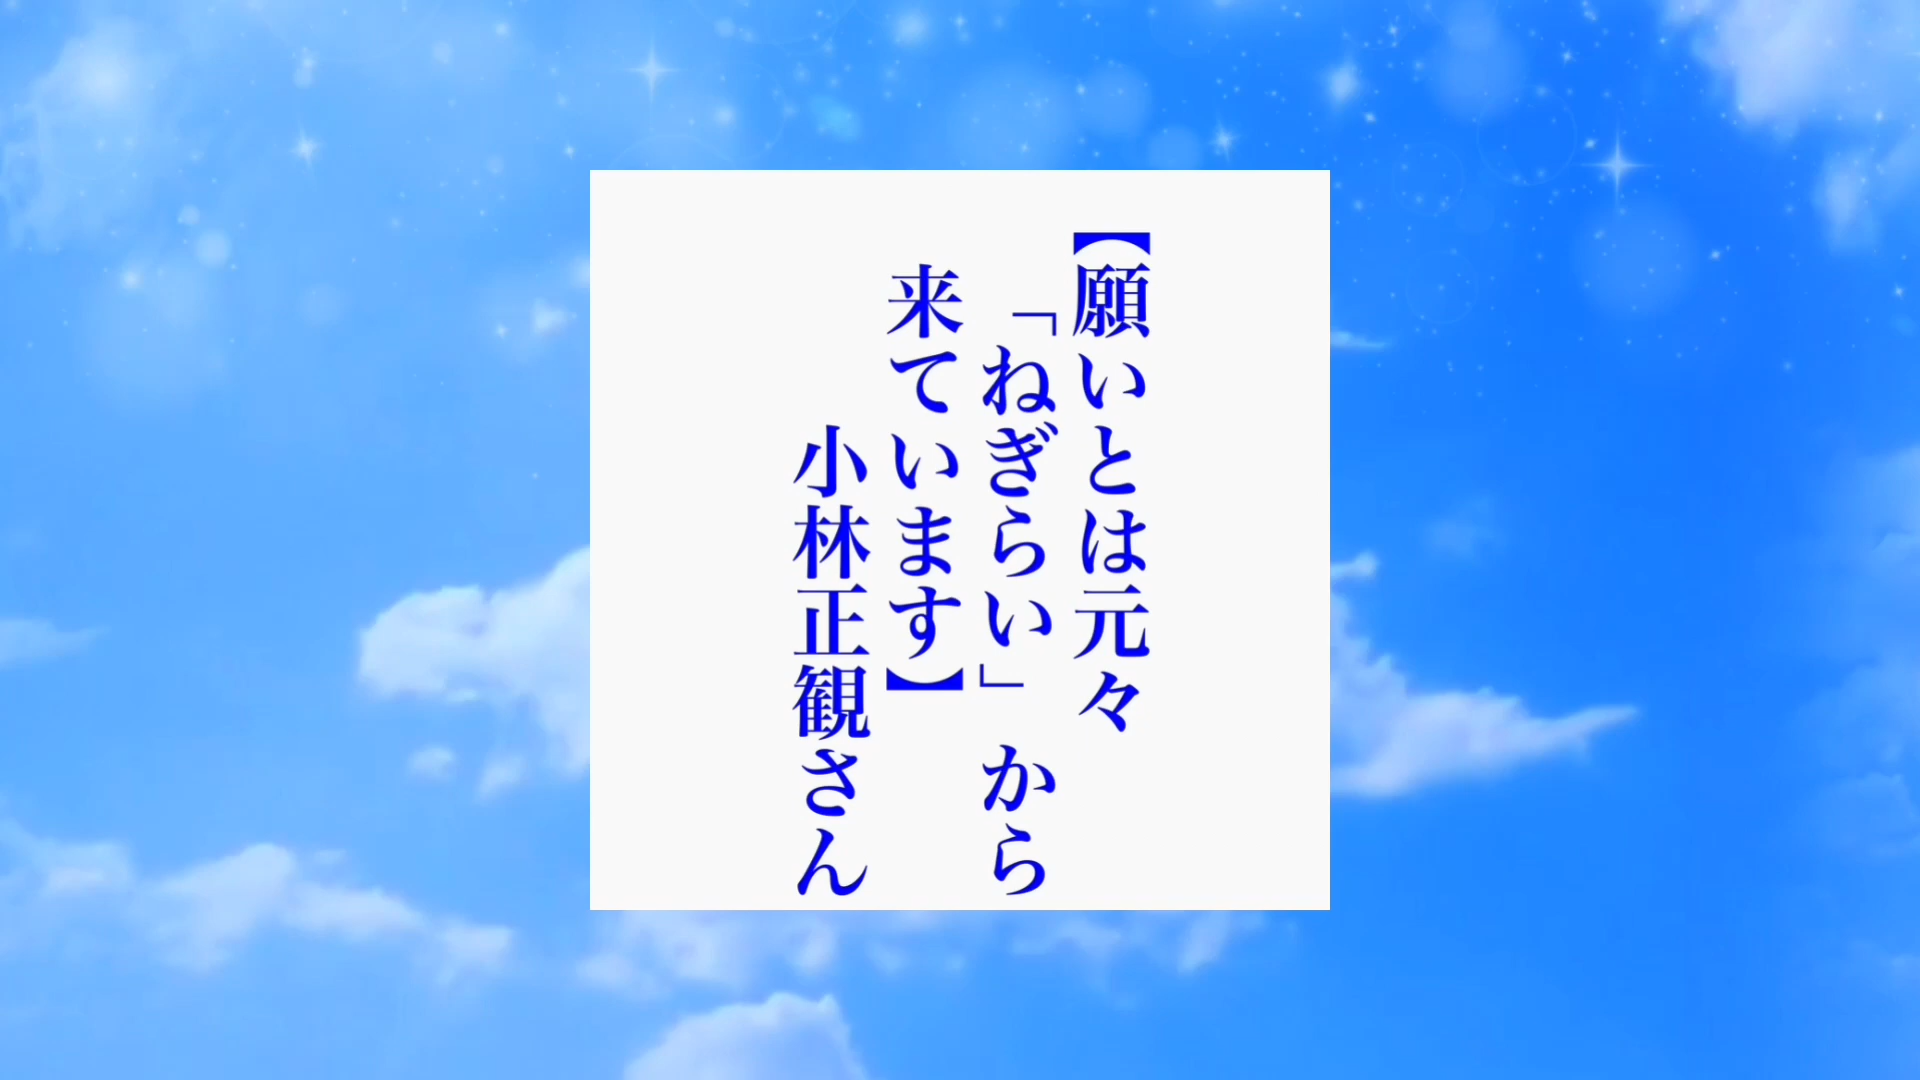 【願いとは元々
「ねぎらい」から
来ています】
小林正観さん